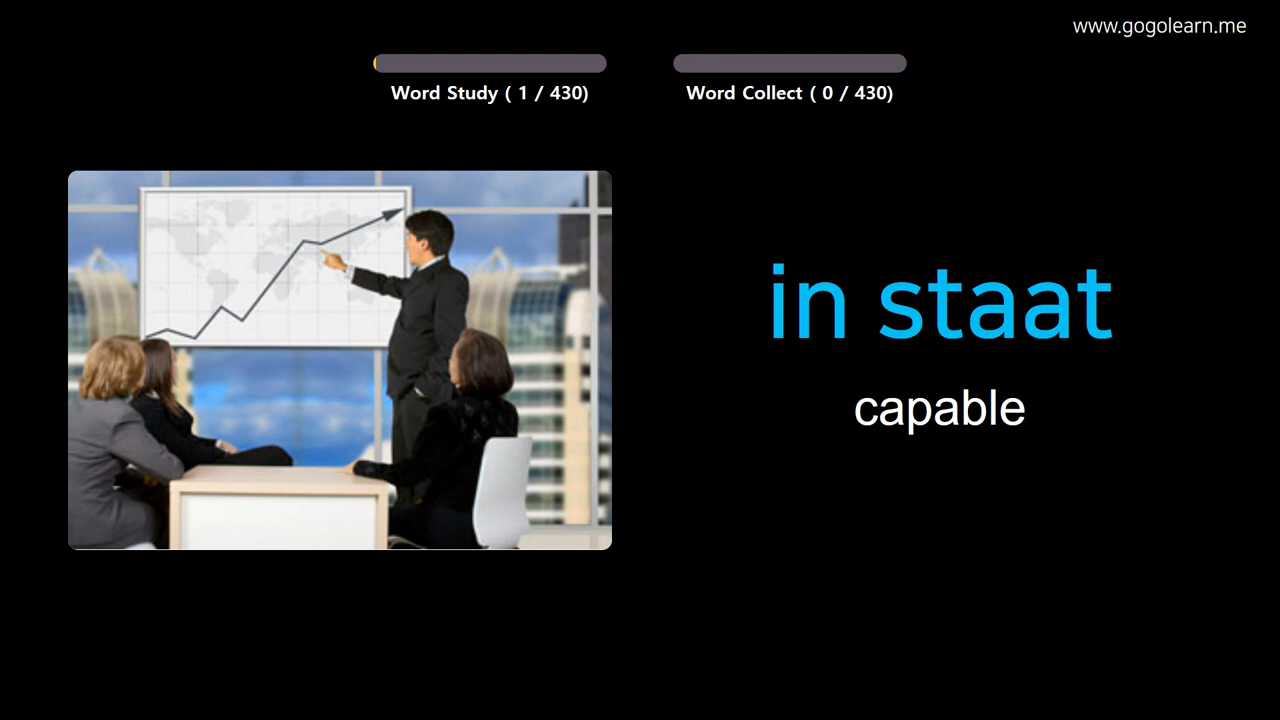 www.gogolearn.me
Word Study ( 1 / 430)
Word Collect ( 0 / 430)
in staat
capable